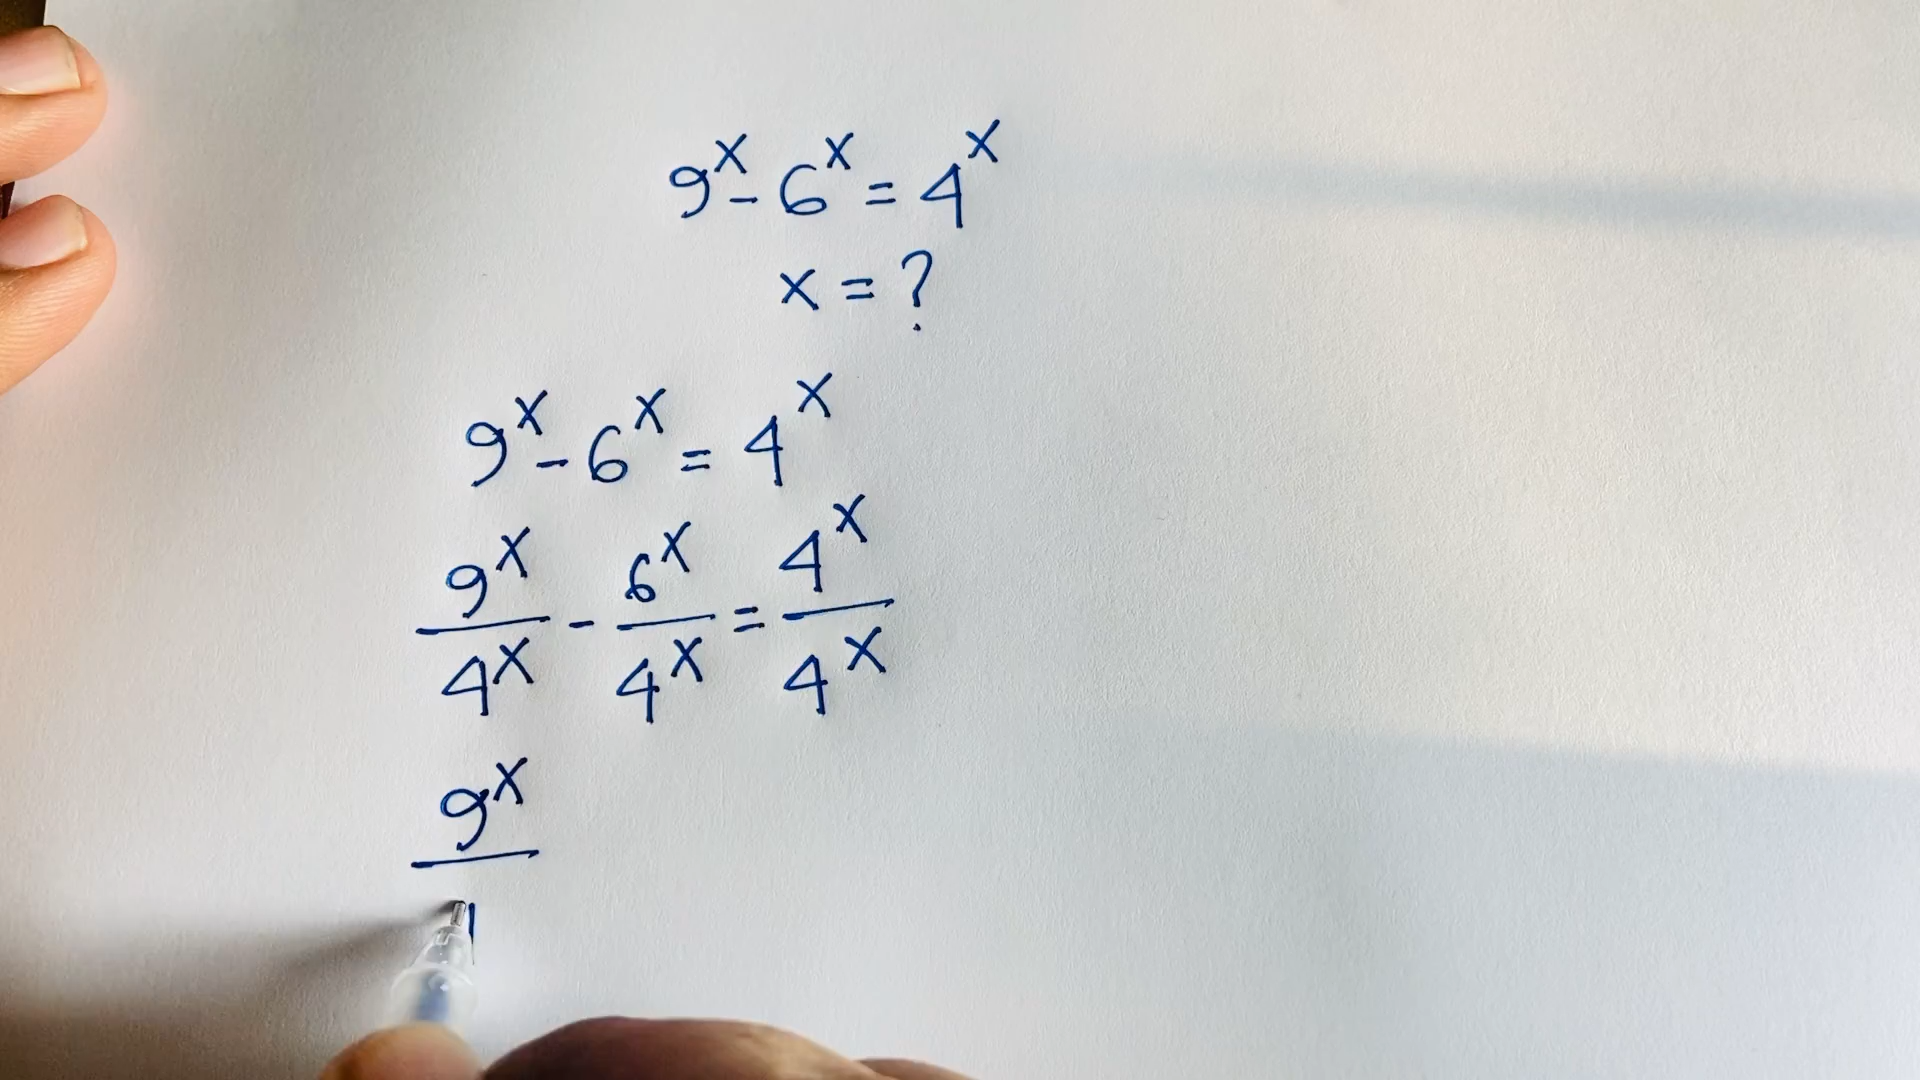 9^x - 6^x = 4^x
x = ?
9^x - 6^x = 4^x
9^x/4^x - 6^x/4^x = 4^x/4^x
9^x/